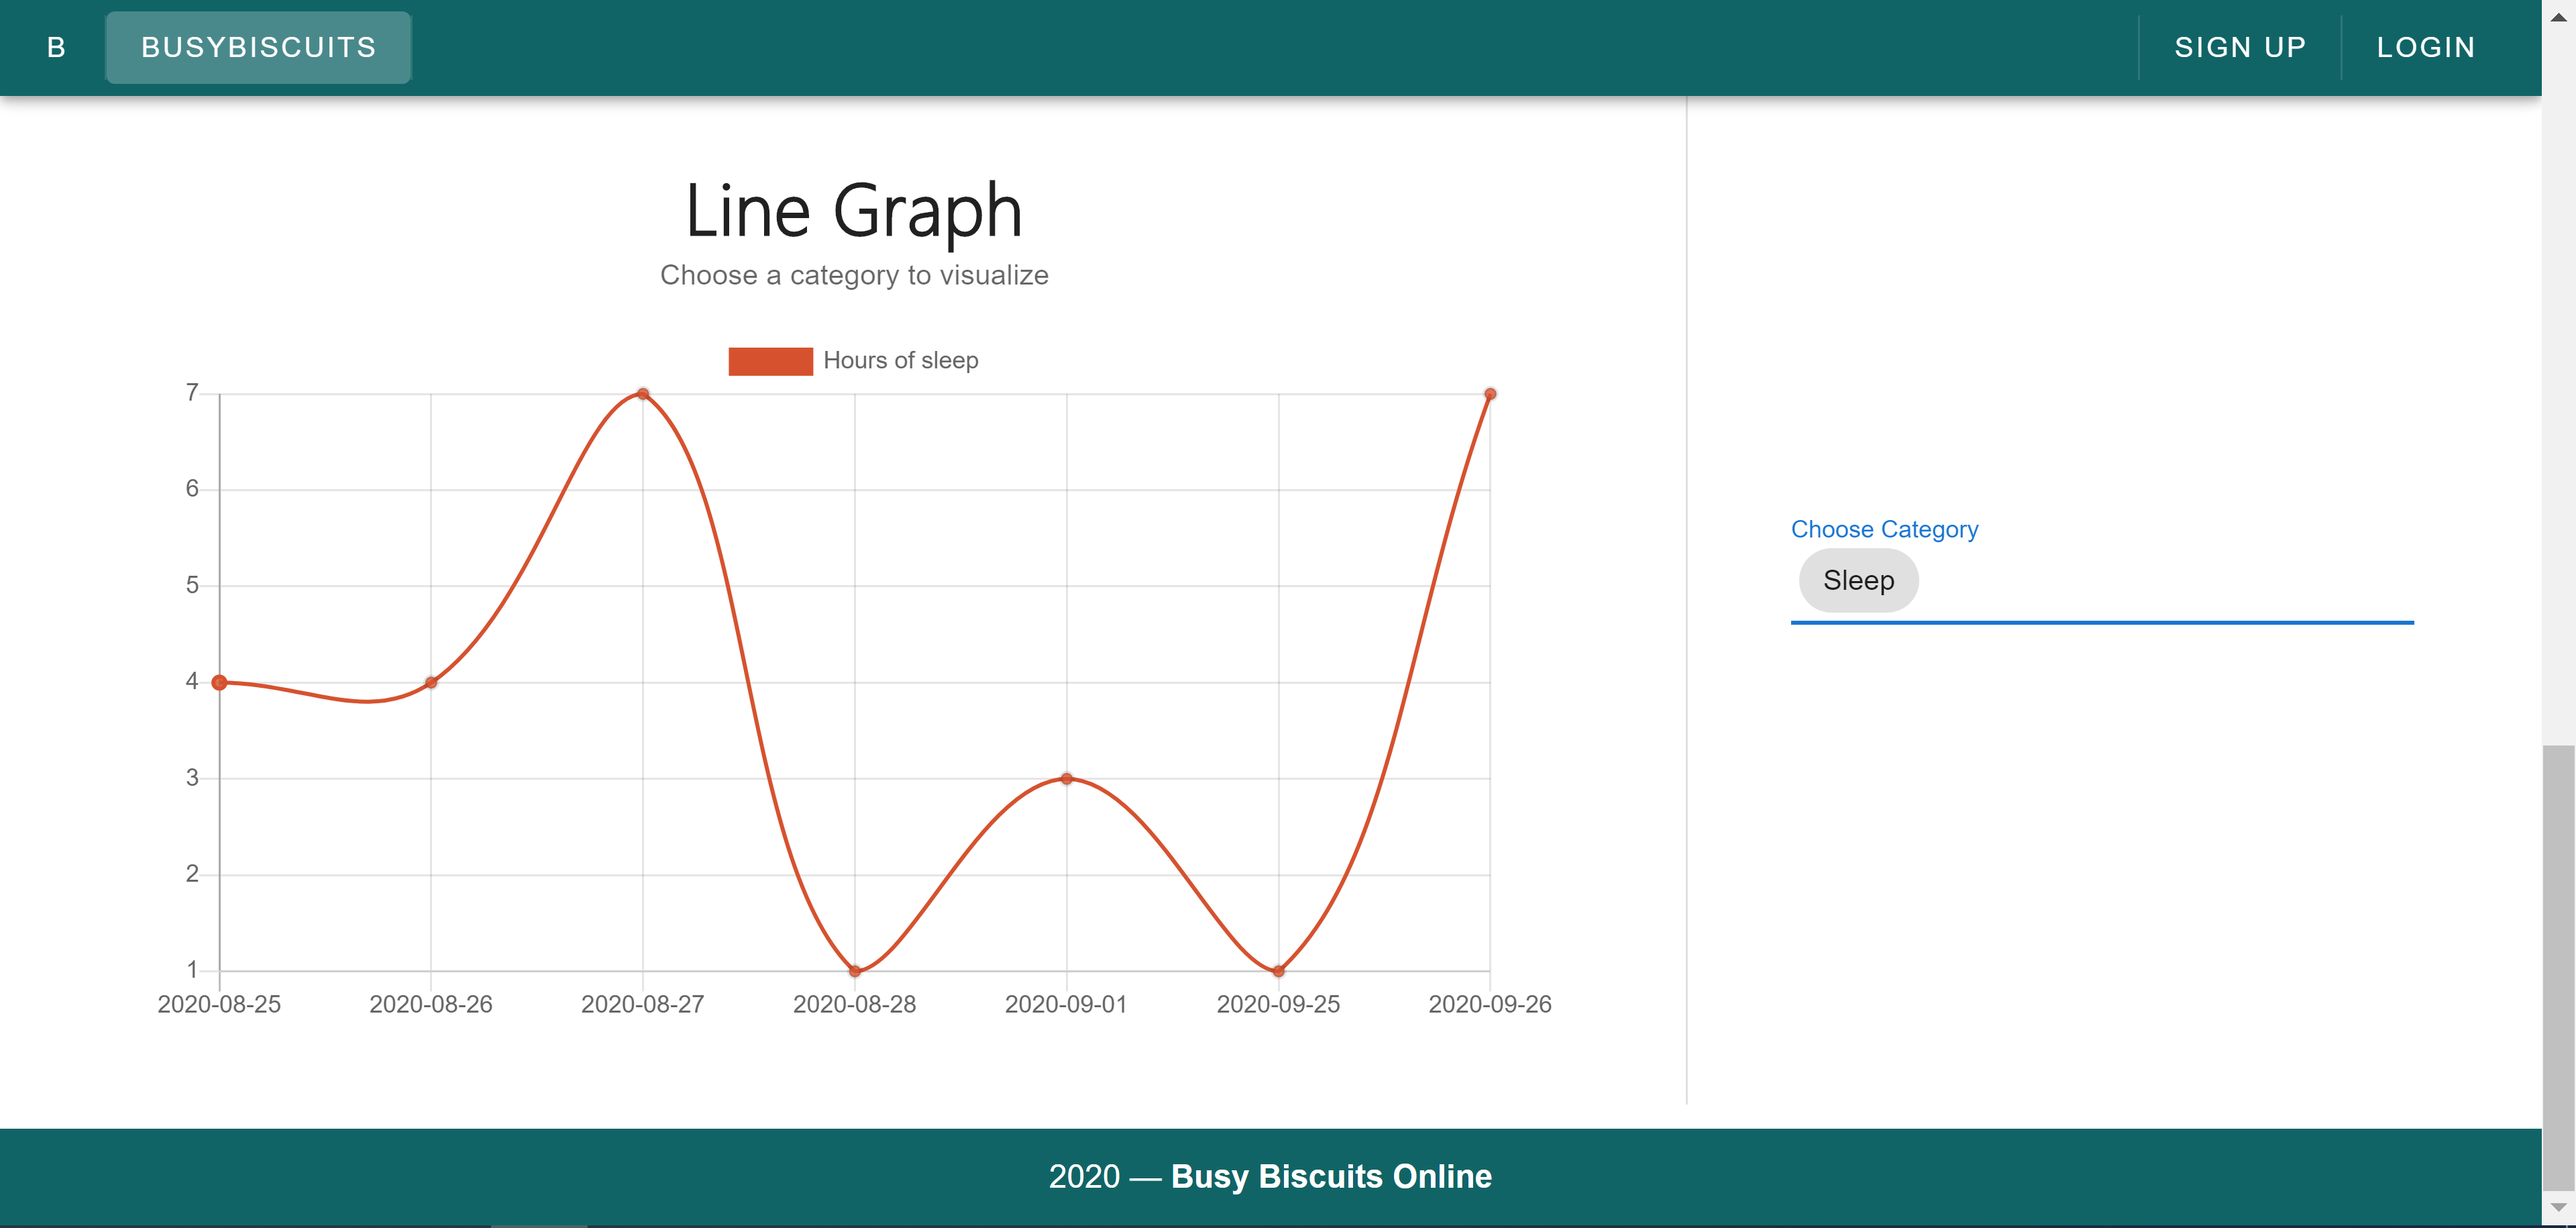 B BUSYBISCUITS SIGN UP LOGIN
Line Graph
Choose a category to visualize
Hours of sleep
7
6
5
4
3
2
1
2020-08-25 2020-08-26 2020-08-27 2020-08-28 2020-09-01 2020-09-25 2020-09-26
Choose Category
Sleep
2020 — Busy Biscuits Online